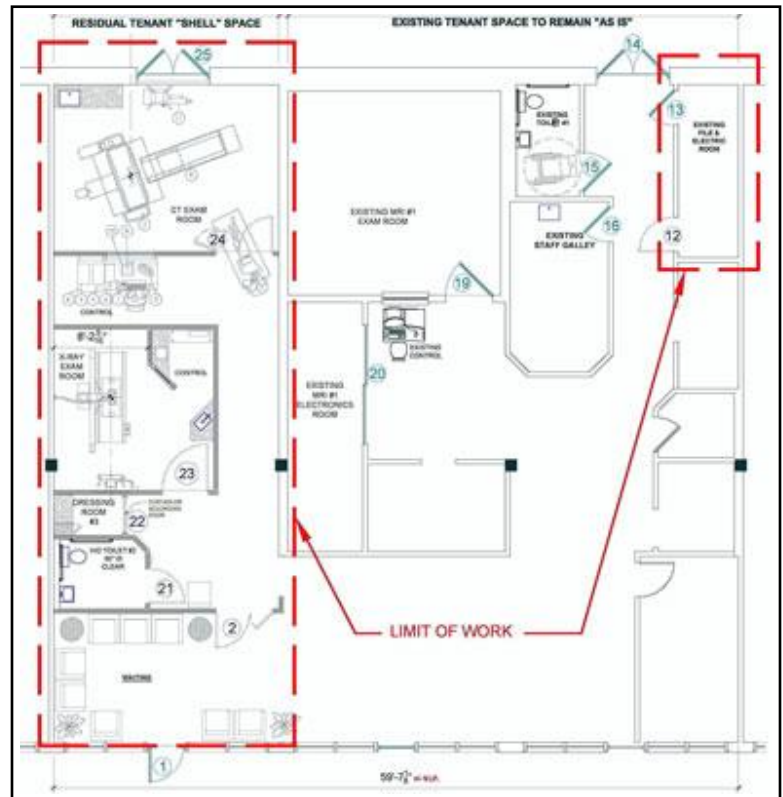 RESIDUAL TENANT "SHELL" SPACE
EXISTING TENANT SPACE TO REMAIN "AS IS"
25
14
13
EXISTING
FILE &
ELECTRIC
ROOM
EXISTING
TOILET #1
15
16
EXISTING
STAFF GALLEY
12
CT EXAM
ROOM
24
EXISTING MRI #1
EXAM ROOM
19
CONTROL
X-RAY
EXAM
ROOM
CONTROL
EXISTING
CONTROL
20
EXISTING
MRI #1
ELECTRONICS
ROOM
23
DRESSING
ROOM
#3
22
CLEAR
21
2
LIMIT OF WORK
WAITING
1